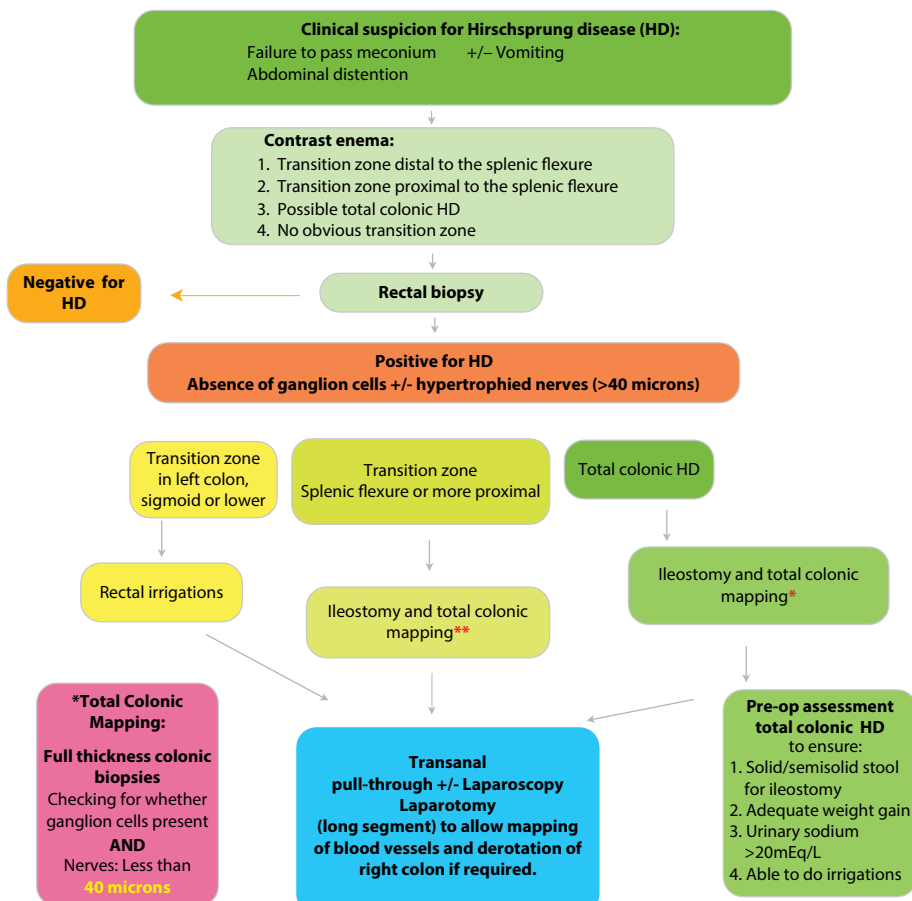 Clinical suspicion for Hirschsprung disease (HD):
Failure to pass meconium +/– Vomiting
Abdominal distention
Contrast enema:
1. Transition zone distal to the splenic flexure
2. Transition zone proximal to the splenic flexure
3. Possible total colonic HD
4. No obvious transition zone
Negative for
HD
Rectal biopsy
Positive for HD
Absence of ganglion cells +/- hypertrophied nerves (>40 microns)
Transition zone
in left colon,
sigmoid or lower
Transition zone
Splenic flexure or more proximal
Total colonic HD
Rectal irrigations
Ileostomy and total colonic
mapping**
Ileostomy and total colonic
mapping*
*Total Colonic
Mapping:
Full thickness colonic
biopsies
Checking for whether
ganglion cells present
AND
Nerves: Less than
40 microns
Transanal
pull-through +/- Laparoscopy
Laparotomy
(long segment) to allow mapping
of blood vessels and derotation of
right colon if required.
Pre-op assessment
total colonic HD
to ensure:
1. Solid/semisolid stool
for ileostomy
2. Adequate weight gain
3. Urinary sodium
>20mEq/L
4. Able to do irrigations